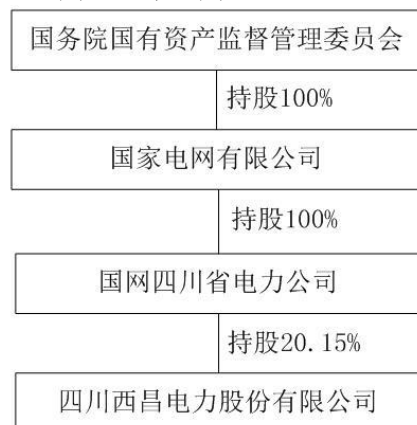 国务院国有资产监督管理委员会
持股100%
国家电网有限公司
持股100%
国网四川省电力公司
持股20.15%
四川西昌电力股份有限公司